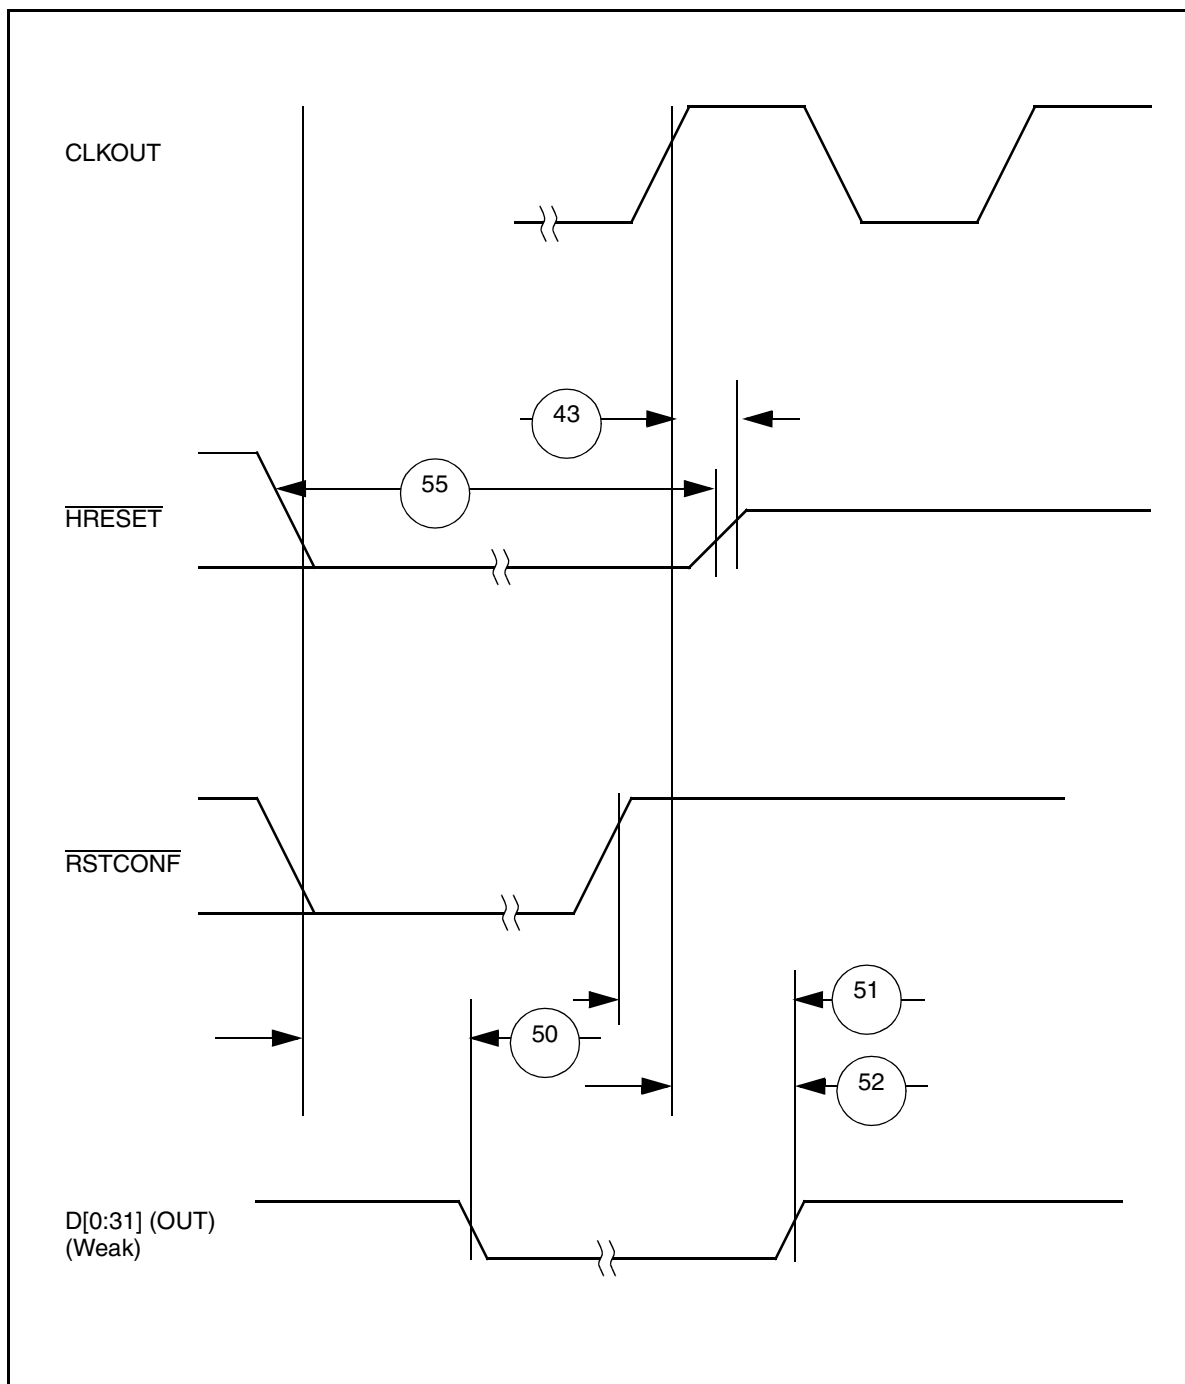 CLKOUT
43
55
HRESET
RSTCONF
51
50
52
D[0:31] (OUT)
(Weak)